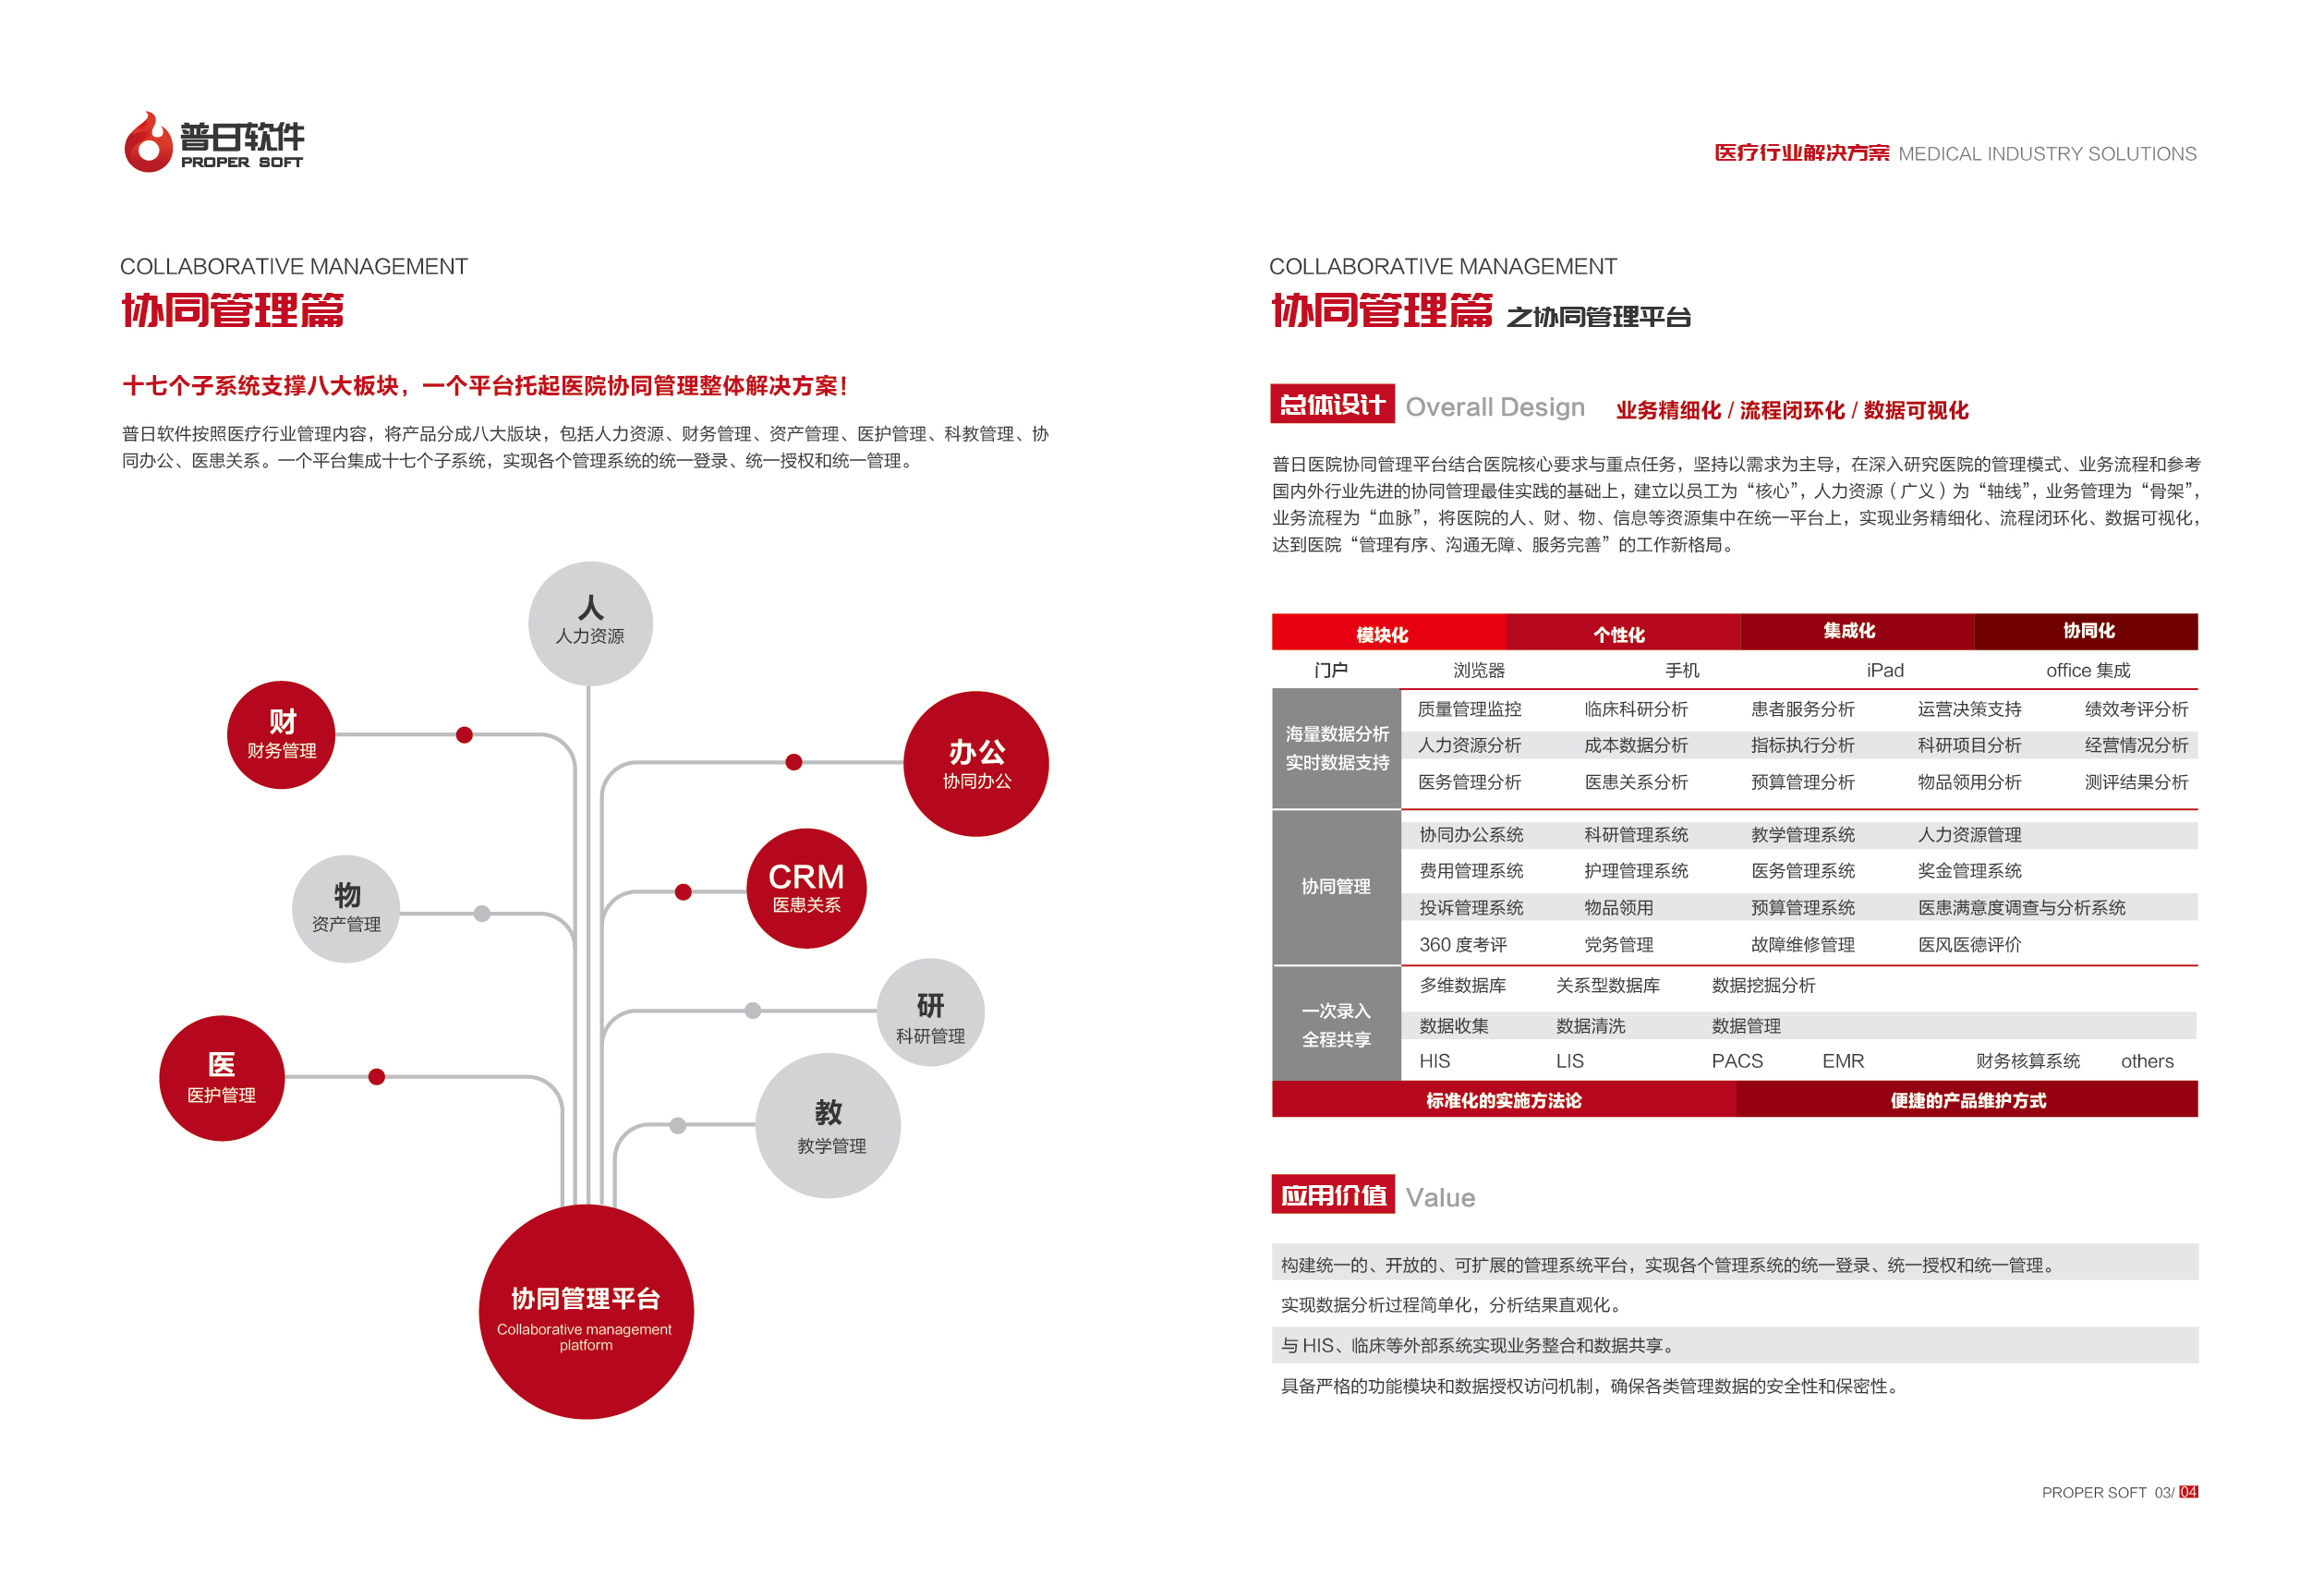 普日软件
PROPER SOFT
医疗行业解决方案 MEDICAL INDUSTRY SOLUTIONS
COLLABORATIVE MANAGEMENT
协同管理篇
十七个子系统支撑八大板块，一个平台托起医院协同管理整体解决方案！
普日软件按照医疗行业管理内容，将产品分成八大版块，包括人力资源、财务管理、资产管理、医护管理、科教管理、协
同办公、医患关系。一个平台集成十七个子系统，实现各个管理系统的统一登录、统一授权和统一管理。
人
人力资源
财
财务管理
办公
协同办公
物
资产管理
CRM
医患关系
研
科研管理
医
医护管理
教
教学管理
协同管理平台
Collaborative management
platform
COLLABORATIVE MANAGEMENT
协同管理篇 之协同管理平台
总体设计 Overall Design 业务精细化 / 流程闭环化 / 数据可视化
普日医院协同管理平台结合医院核心要求与重点任务，坚持以需求为主导，在深入研究医院的管理模式、业务流程和参考
国内外行业先进的协同管理最佳实践的基础上，建立以员工为“核心”，人力资源（广义）为“轴线”，业务管理为“骨架”，
业务流程为“血脉”，将医院的人、财、物、信息等资源集中在统一平台上，实现业务精细化、流程闭环化、数据可视化，
达到医院“管理有序、沟通无障、服务完善”的工作新格局。
模块化 个性化 集成化 协同化
门户 浏览器 手机 iPad office 集成
海量数据分析
实时数据支持
质量管理监控 临床科研分析 患者服务分析 运营决策支持 绩效考评分析
人力资源分析 成本数据分析 指标执行分析 科研项目分析 经营情况分析
医务管理分析 医患关系分析 预算管理分析 物品领用分析 测评结果分析
协同管理
协同办公系统 科研管理系统 教学管理系统 人力资源管理
费用管理系统 护理管理系统 医务管理系统 奖金管理系统
投诉管理系统 物品领用 预算管理系统 医患满意度调查与分析系统
360 度考评 党务管理 故障维修管理 医风医德评价
一次录入
全程共享
多维数据库 关系型数据库 数据挖掘分析
数据收集 数据清洗 数据管理
HIS LIS PACS EMR 财务核算系统 others
标准化的实施方法论 便捷的产品维护方式
应用价值 Value
构建统一的、开放的、可扩展的管理系统平台，实现各个管理系统的统一登录、统一授权和统一管理。
实现数据分析过程简单化，分析结果直观化。
与 HIS、临床等外部系统实现业务整合和数据共享。
具备严格的功能模块和数据授权访问机制，确保各类管理数据的安全性和保密性。
PROPER SOFT 03/ 04